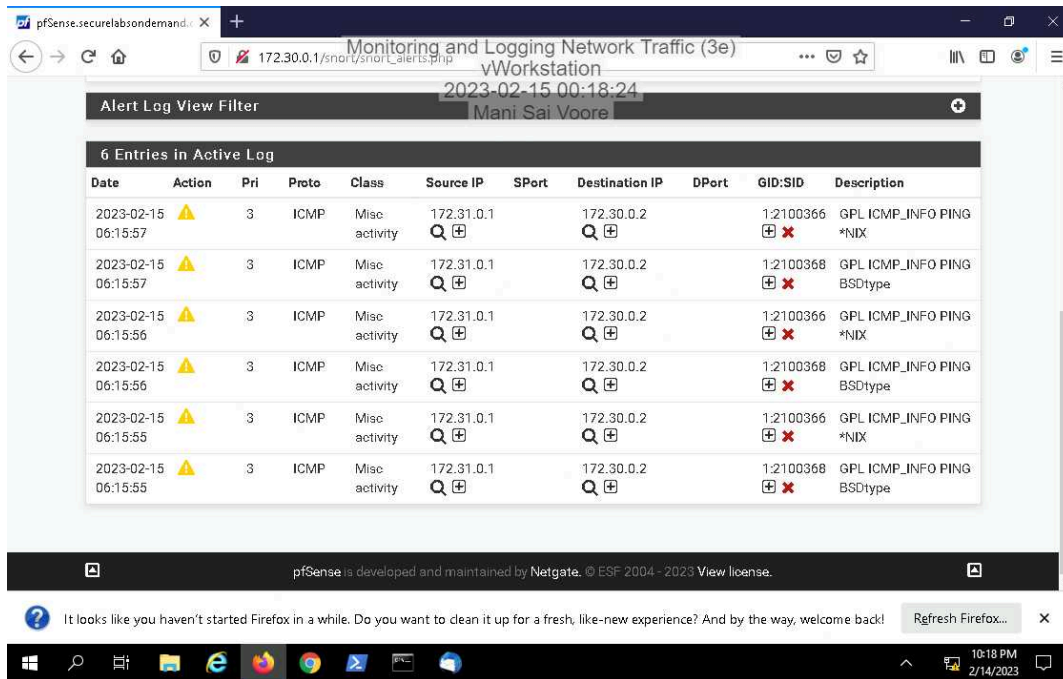 pfSense.securelabsondemand.c
172.30.0.1/snort/snort_alerts.php
Monitoring and Logging Network Traffic (3e)
vWorkstation
2023-02-15 00:18:24
Mani Sai Voore
Alert Log View Filter
6 Entries in Active Log
Date Action Pri Proto Class Source IP SPort Destination IP DPort GID:SID Description
2023-02-15 3 ICMP Misc 172.31.0.1 172.30.0.2 1:2100366 GPL ICMP_INFO PING
06:15:57 activity *NIX
2023-02-15 3 ICMP Misc 172.31.0.1 172.30.0.2 1:2100368 GPL ICMP_INFO PING
06:15:57 activity BSDtype
2023-02-15 3 ICMP Misc 172.31.0.1 172.30.0.2 1:2100366 GPL ICMP_INFO PING
06:15:56 activity *NIX
2023-02-15 3 ICMP Misc 172.31.0.1 172.30.0.2 1:2100368 GPL ICMP_INFO PING
06:15:56 activity BSDtype
2023-02-15 3 ICMP Misc 172.31.0.1 172.30.0.2 1:2100366 GPL ICMP_INFO PING
06:15:55 activity *NIX
2023-02-15 3 ICMP Misc 172.31.0.1 172.30.0.2 1:2100368 GPL ICMP_INFO PING
06:15:55 activity BSDtype
pfSense is developed and maintained by Netgate. © ESF 2004 - 2023 View license.
It looks like you haven't started Firefox in a while. Do you want to clean it up for a fresh, like-new experience? And by the way, welcome back! Refresh Firefox...
10:18 PM
2/14/2023